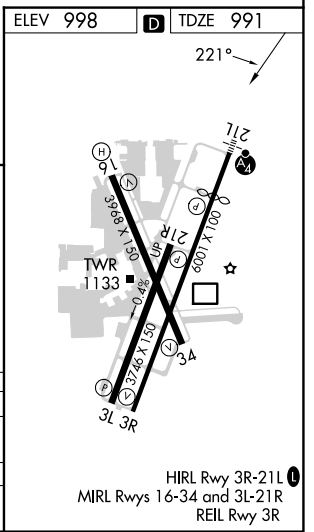 ELEV 998
D
TDZE 991
221°
21L
A4
H
16
V
P
3968 X 150
UP
21R
P
6001 X 100
TWR
1133
0.4%
3746 X 150
V
34
P
V
3L
3R
HIRL Rwy 3R-21L L
MIRL Rwys 16-34 and 3L-21R
REIL Rwy 3R